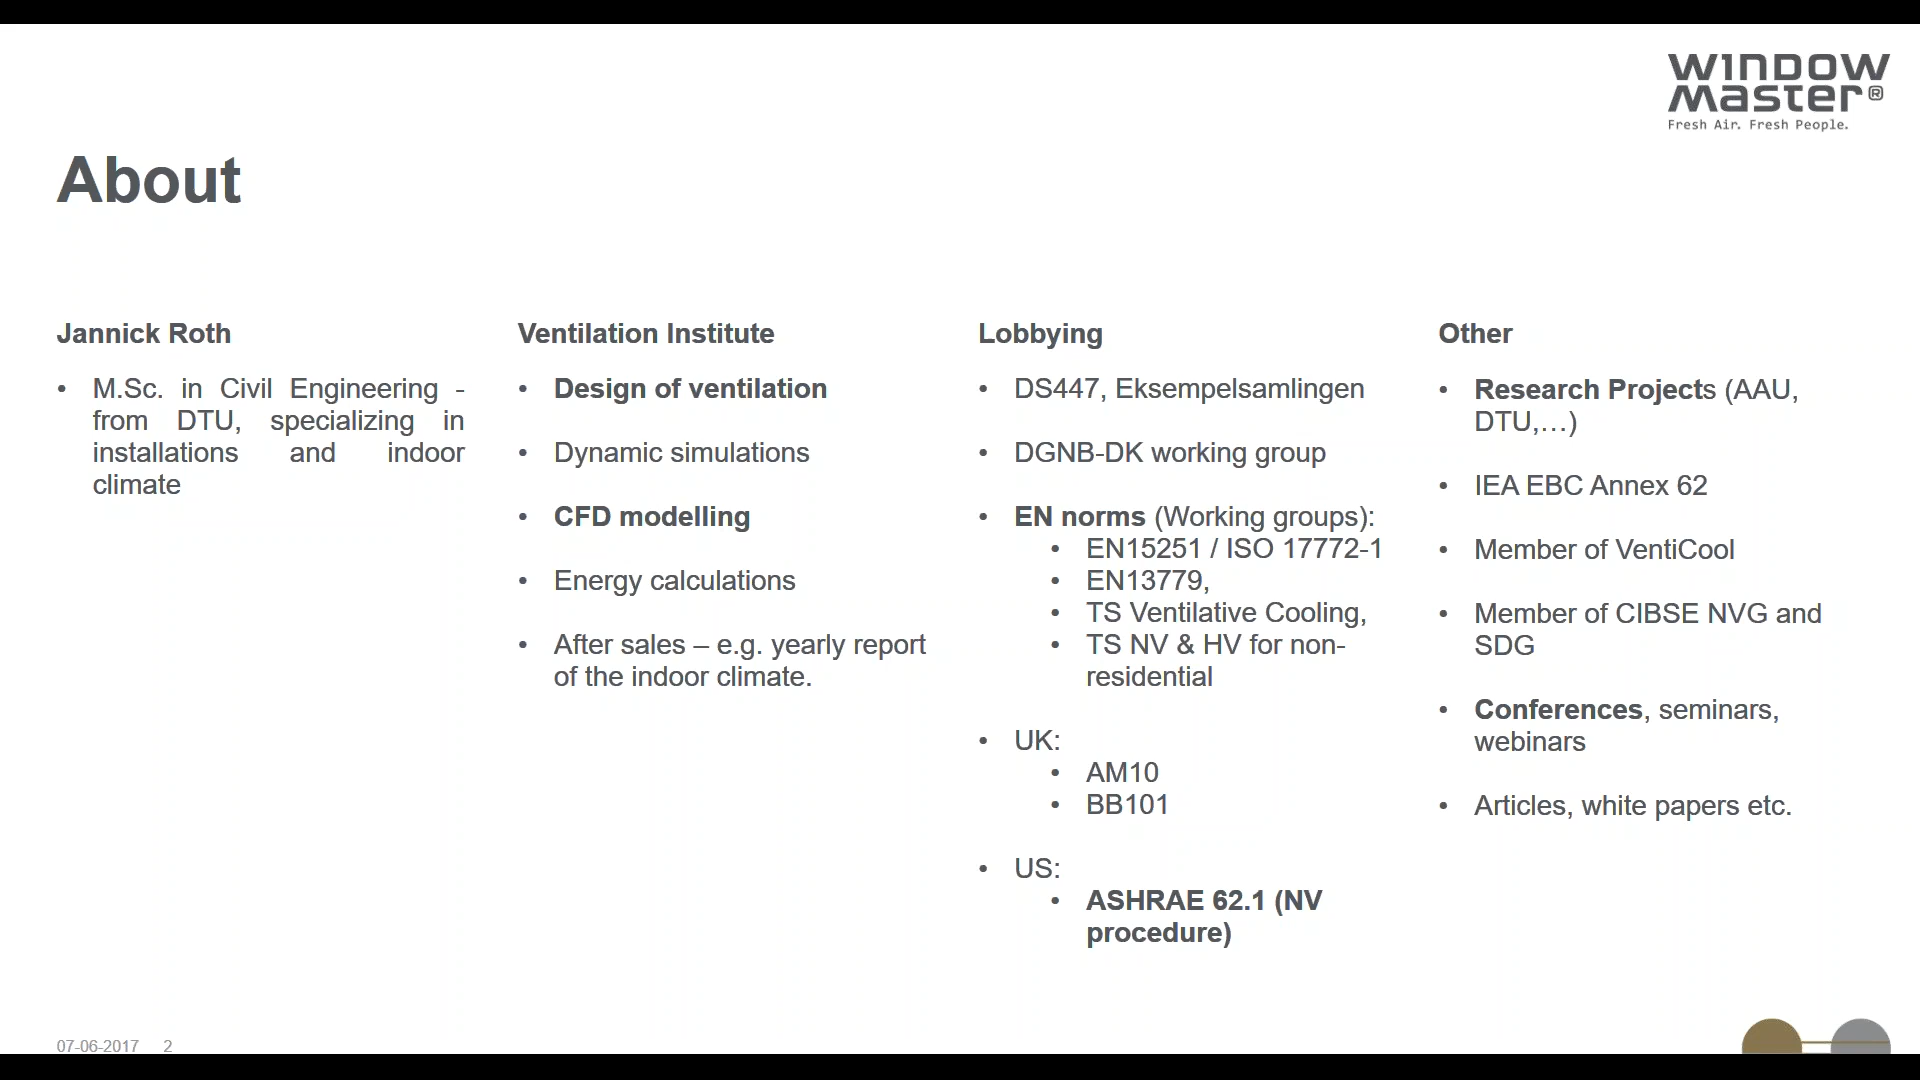 WINDOW
Master®
Fresh Air. Fresh People.
About
Jannick Roth
• M.Sc. in Civil Engineering -
from DTU, specializing in
installations and indoor
climate
Ventilation Institute
• Design of ventilation
• Dynamic simulations
• CFD modelling
• Energy calculations
• After sales – e.g. yearly report
of the indoor climate.
Lobbying
• DS447, Eksempelsamlingen
• DGNB-DK working group
• EN norms (Working groups):
• EN15251 / ISO 17772-1
• EN13779,
• TS Ventilative Cooling,
• TS NV & HV for non-
residential
• UK:
• AM10
• BB101
• US:
• ASHRAE 62.1 (NV
procedure)
Other
• Research Projects (AAU,
DTU,…)
• IEA EBC Annex 62
• Member of VentiCool
• Member of CIBSE NVG and
SDG
• Conferences, seminars,
webinars
• Articles, white papers etc.
07-06-2017 2